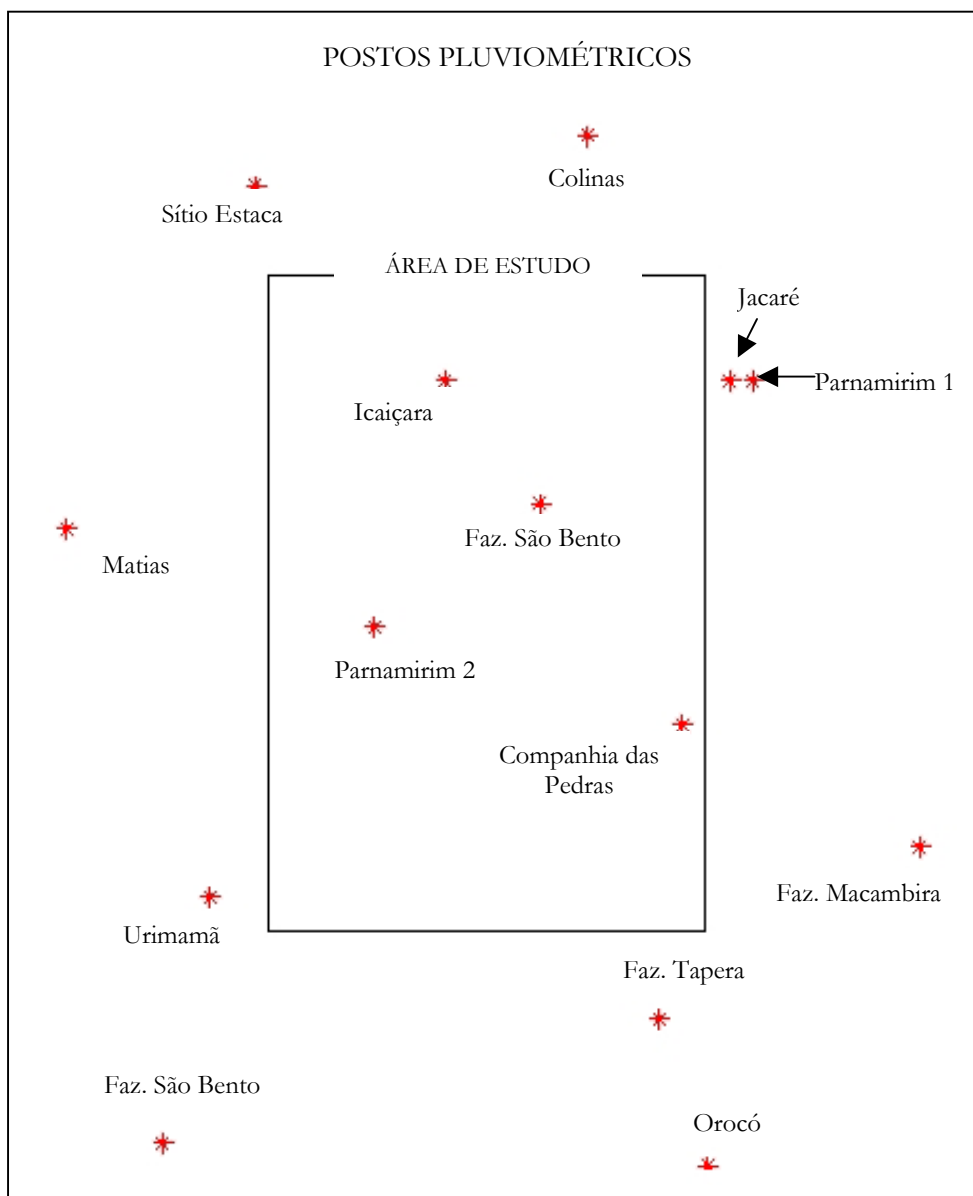 POSTOS PLUVIOMÉTRICOS
Colinas
Sítio Estaca
ÁREA DE ESTUDO
Jacaré
Parnamirim 1
Icaiçara
Faz. São Bento
Matias
Parnamirim 2
Companhia das
Pedras
Faz. Macambira
Urimamã
Faz. Tapera
Faz. São Bento
Orocó